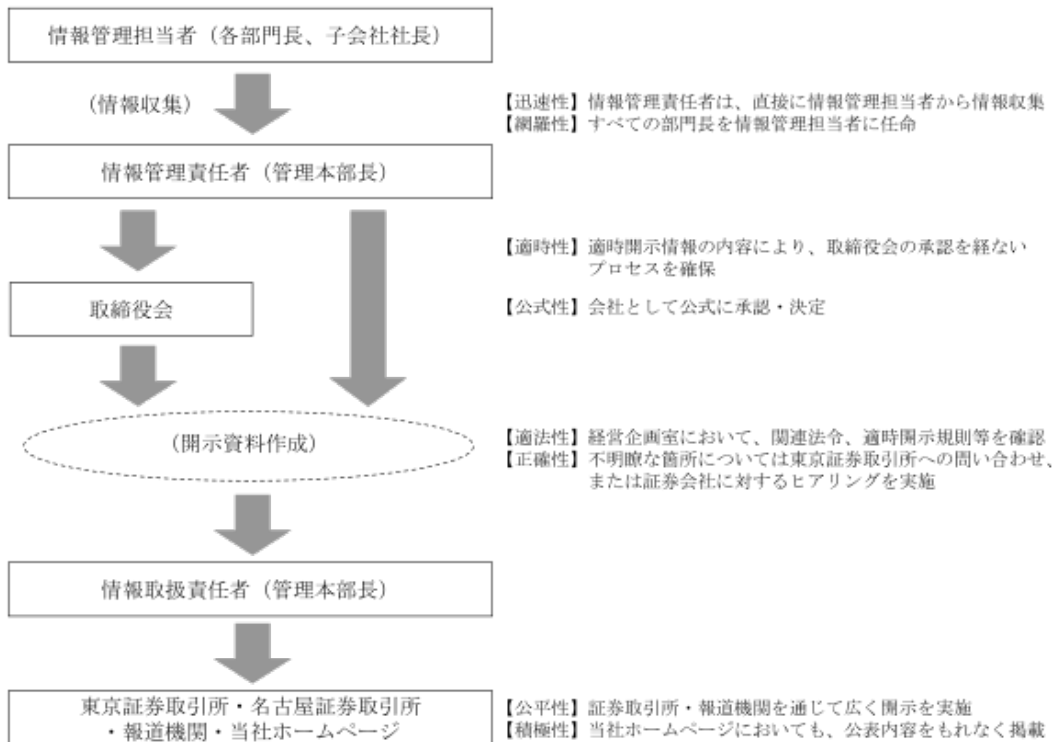 情報管理担当者（各部門長、子会社社長）
（情報収集）
【迅速性】情報管理責任者は、直接に情報管理担当者から情報収集
【網羅性】すべての部門長を情報管理担当者に任命
情報管理責任者（管理本部長）
【適時性】適時開示情報の内容により、取締役会の承認を経ない
プロセスを確保
取締役会
【公式性】会社として公式に承認・決定
（開示資料作成）
【適法性】経営企画室において、関連法令、適時開示規則等を確認
【正確性】不明瞭な箇所については東京証券取引所への問い合わせ、
または証券会社に対するヒアリングを実施
情報取扱責任者（管理本部長）
東京証券取引所・名古屋証券取引所
・報道機関・当社ホームページ
【公平性】証券取引所・報道機関を通じて広く開示を実施
【積極性】当社ホームページにおいても、公表内容をもれなく掲載